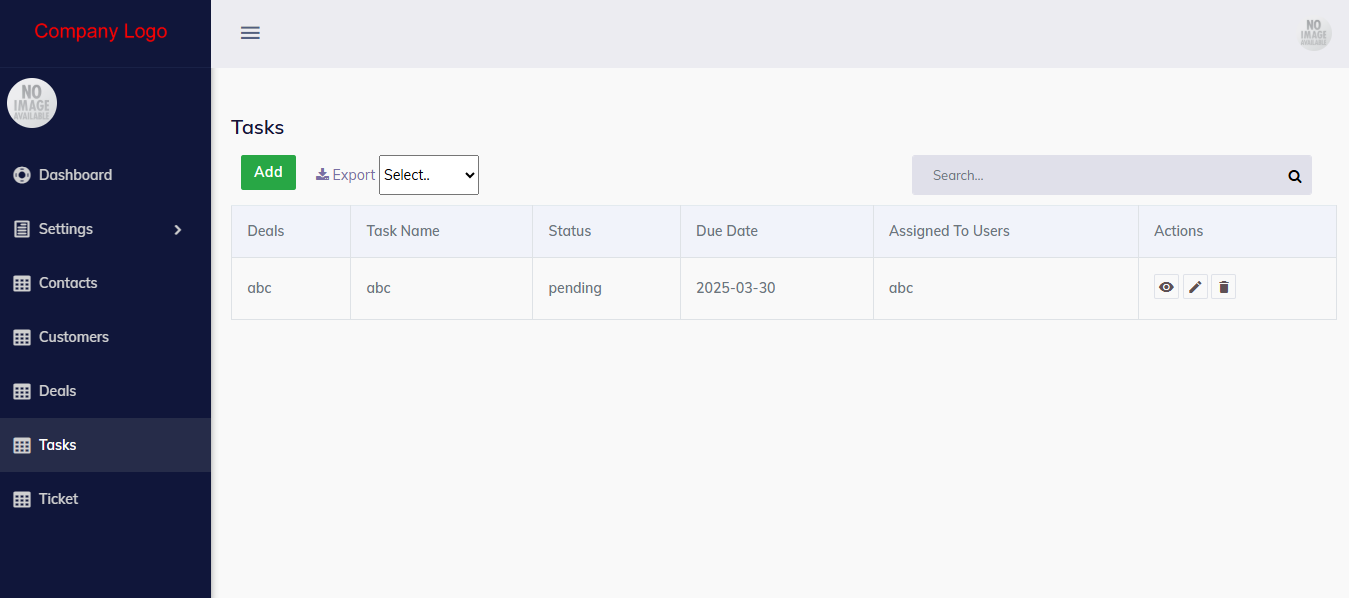 Company Logo
NO
IMAGE
AVAILABLE
NO
IMAGE
AVAILABLE
Dashboard
Settings
Contacts
Customers
Deals
Tasks
Ticket
Tasks
Add
Export
Select..
Search...
Deals Task Name Status Due Date Assigned To Users Actions
abc abc pending 2025-03-30 abc